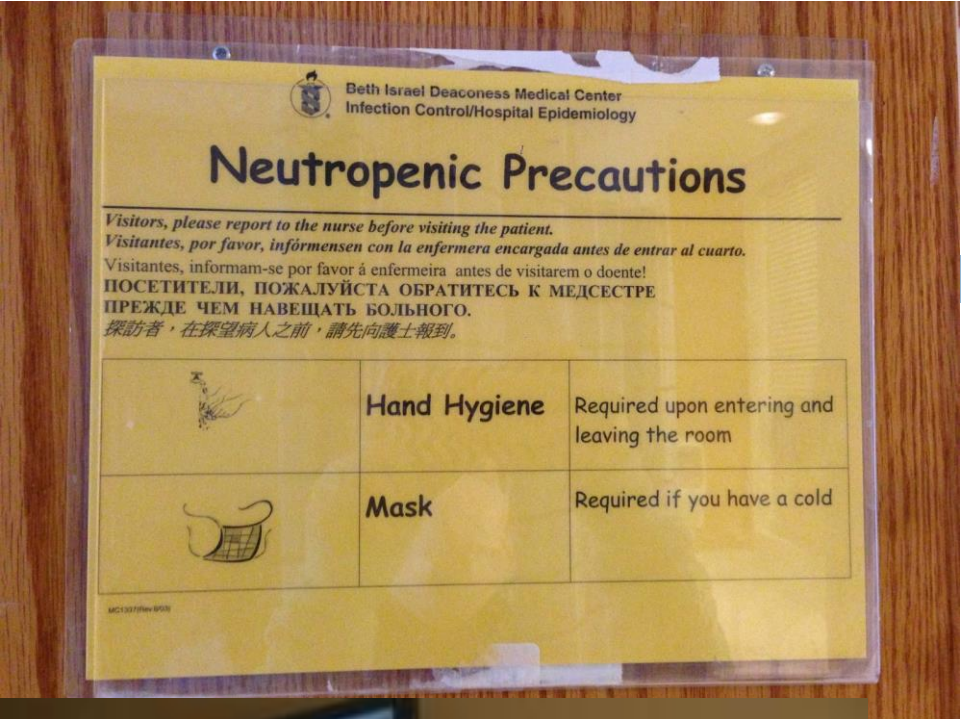 Beth Israel Deaconess Medical Center
Infection Control/Hospital Epidemiology
Neutropenic Precautions
Visitors, please report to the nurse before visiting the patient.
Visitantes, por favor, infórmensen con la enfermera encargada antes de entrar al cuarto.
Visitantes, informam-se por favor á enfermeira antes de visitarem o doente!
ПОСЕТИТЕЛИ, ПОЖАЛУЙСТА ОБРАТИТЕСЬ К МЕДСЕСТРЕ
ПРЕЖДЕ ЧЕМ НАВЕЩАТЬ БОЛЬНОГО.
探訪者，在探望病人之前，請先向護士報到。
Hand Hygiene
Required upon entering and
leaving the room
Mask
Required if you have a cold